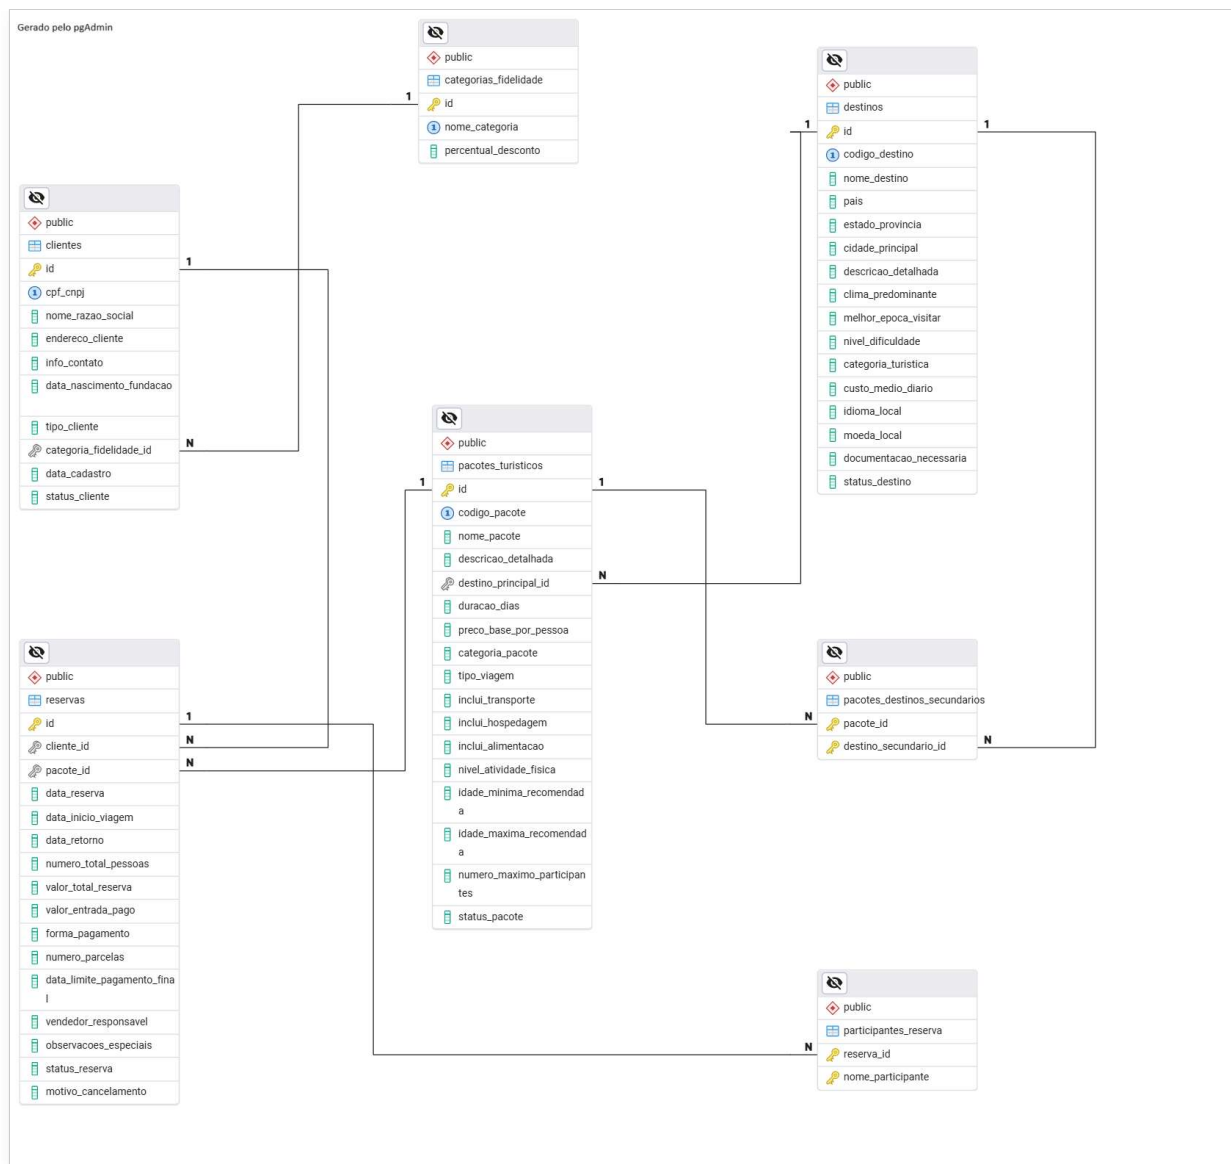 Gerado pelo pgAdmin
public
categorias_fidelidade
1
id
nome_categoria
percentual_desconto
public
destinos
1
id
1
codigo_destino
nome_destino
pais
estado_provincia
cidade_principal
descricao_detalhada
clima_predominante
melhor_epoca_visitar
nivel_dificuldade
categoria_turistica
custo_medio_diario
idioma_local
moeda_local
documentacao_necessaria
status_destino
public
clientes
id
1
cpf_cnpj
nome_razao_social
endereco_cliente
info_contato
data_nascimento_fundacao
tipo_cliente
categoria_fidelidade_id
N
data_cadastro
status_cliente
public
pacotes_turisticos
1
id
1
codigo_pacote
nome_pacote
descricao_detalhada
destino_principal_id
N
duracao_dias
preco_base_por_pessoa
categoria_pacote
tipo_viagem
inclui_transporte
inclui_hospedagem
inclui_alimentacao
nivel_atividade_fisica
idade_minima_recomendad
a
idade_maxima_recomendad
a
numero_maximo_participan
tes
status_pacote
public
reservas
id
1
cliente_id
N
pacote_id
N
data_reserva
data_inicio_viagem
data_retorno
numero_total_pessoas
valor_total_reserva
valor_entrada_pago
forma_pagamento
numero_parcelas
data_limite_pagamento_fina
l
vendedor_responsavel
observacoes_especiais
status_reserva
motivo_cancelamento
public
pacotes_destinos_secundarios
N
pacote_id
destino_secundario_id
N
public
participantes_reserva
N
reserva_id
nome_participante